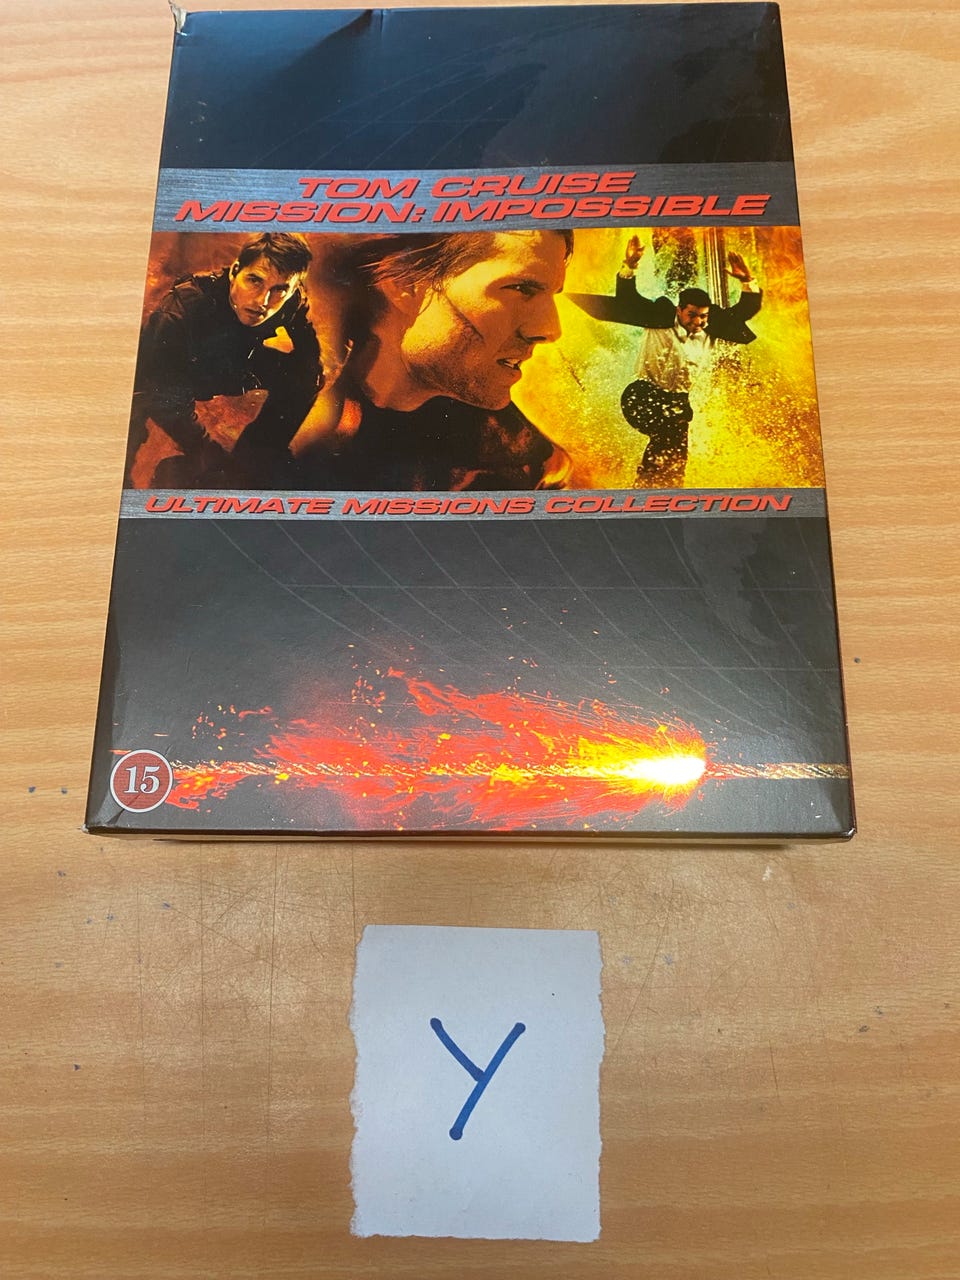 TOM CRUISE
MISSION: IMPOSSIBLE
ULTIMATE MISSIONS COLLECTION
15
Y